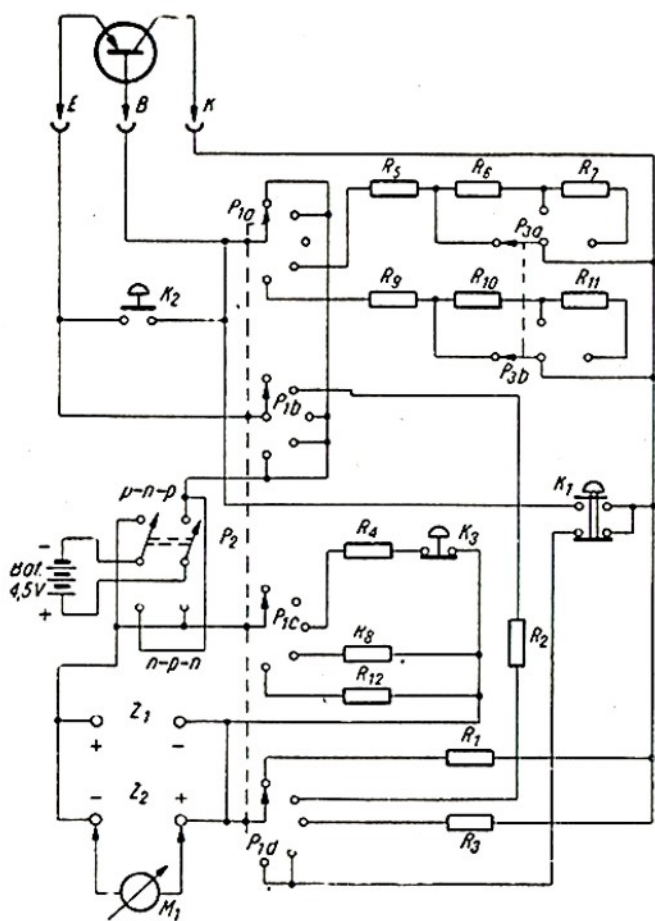 E B K
P1a
R5 R6 R7
P3a
K2
R9 R10 R11
P3b
P1b
p-n-p
P2
K1
- Bat. 4,5V +
R4 K3
P1c
R8
R2
n-p-n
R12
Z1
+ -
R1
Z2
- +
R3
P1d
M1